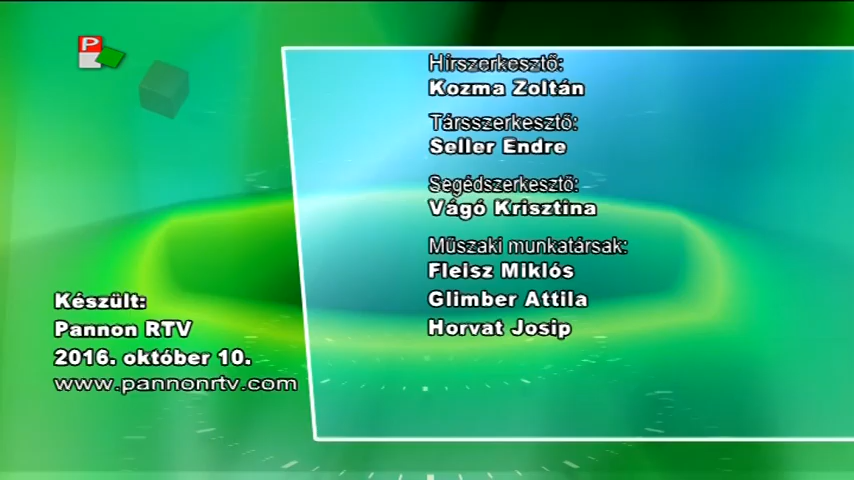 P
Hírszerkesztő:
Kozma Zoltán
Társszerkesztő:
Seller Endre
Segédszerkesztő:
Vágó Krisztina
Műszaki munkatársak:
Fleisz Miklós
Glimber Attila
Horvat Josip
Készült:
Pannon RTV
2016. október 10.
www.pannonrtv.com